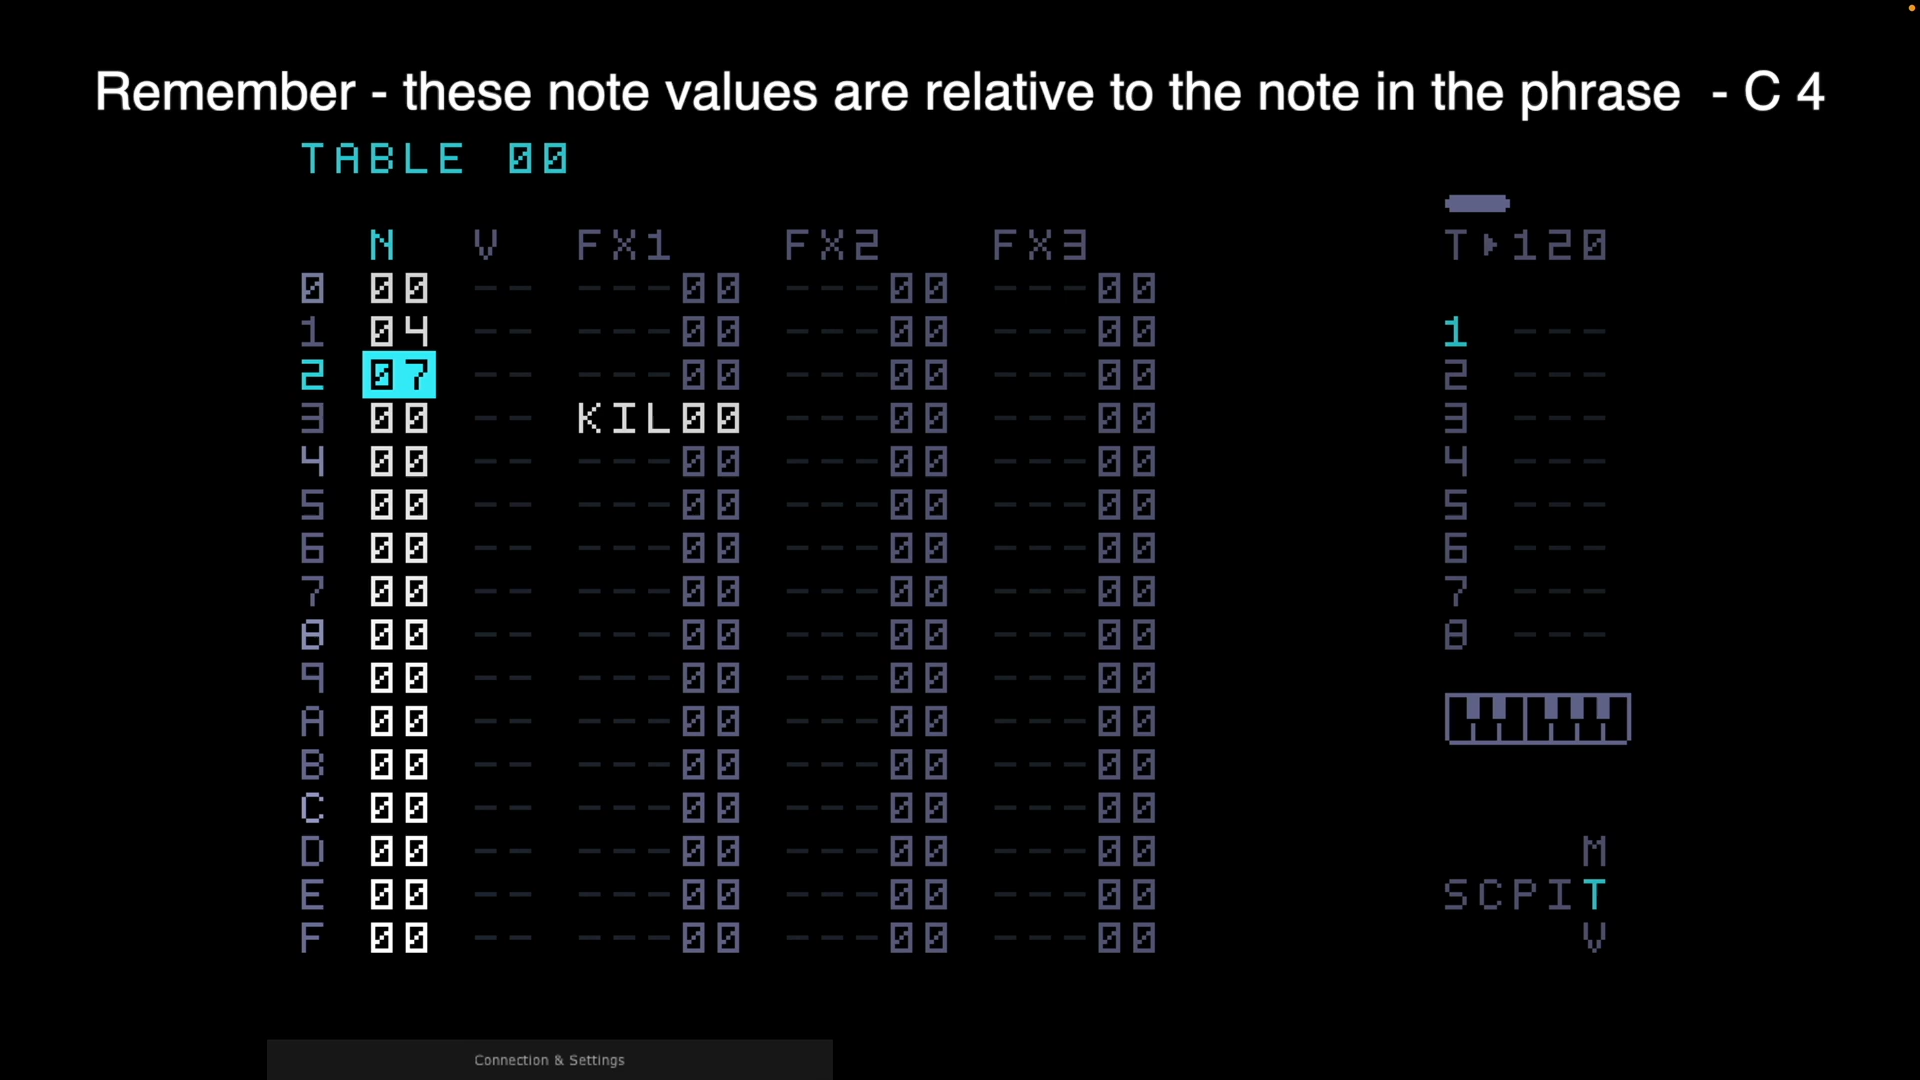 Remember - these note values are relative to the note in the phrase - C 4
TABLE 00
N V FX1 FX2 FX3 T▸120
0 00 -- ---00 ---00 ---00
1 04 -- ---00 ---00 ---00 1 ---
2 07 -- ---00 ---00 ---00 2 ---
3 00 -- KIL00 ---00 ---00 3 ---
4 00 -- ---00 ---00 ---00 4 ---
5 00 -- ---00 ---00 ---00 5 ---
6 00 -- ---00 ---00 ---00 6 ---
7 00 -- ---00 ---00 ---00 7 ---
8 00 -- ---00 ---00 ---00 8 ---
9 00 -- ---00 ---00 ---00
A 00 -- ---00 ---00 ---00
B 00 -- ---00 ---00 ---00
C 00 -- ---00 ---00 ---00
D 00 -- ---00 ---00 ---00 M
E 00 -- ---00 ---00 ---00 SCPIT
F 00 -- ---00 ---00 ---00 V
Connection & Settings